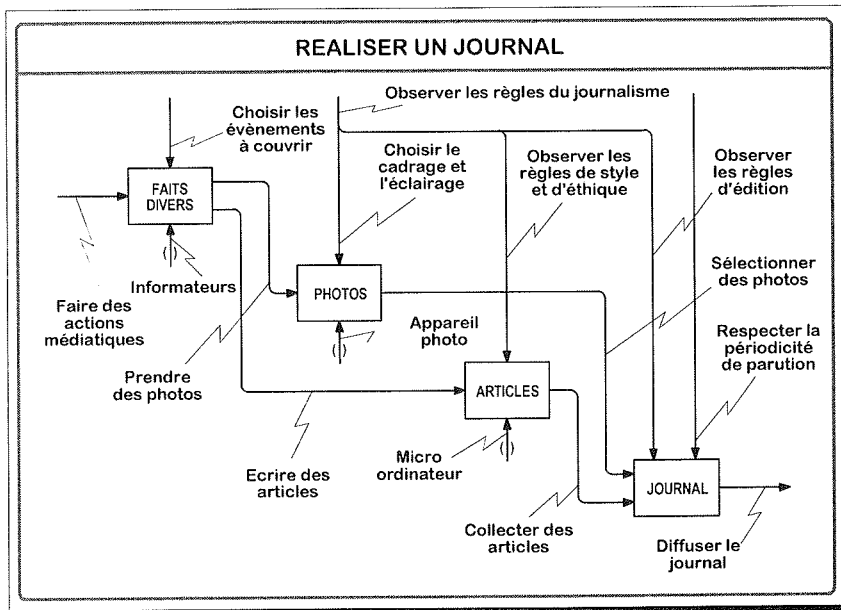 REALISER UN JOURNAL
Observer les règles du journalisme
Choisir les
évènements
à couvrir
Choisir le
cadrage et
l'éclairage
Observer les
règles de style
et d'éthique
Observer
les règles
d'édition
FAITS
DIVERS
Informateurs
Faire des
actions
médiatiques
PHOTOS
Sélectionner
des photos
Appareil
photo
Prendre
des photos
Respecter la
périodicité
de parution
ARTICLES
Ecrire des
articles
Micro
ordinateur
JOURNAL
Collecter des
articles
Diffuser le
journal